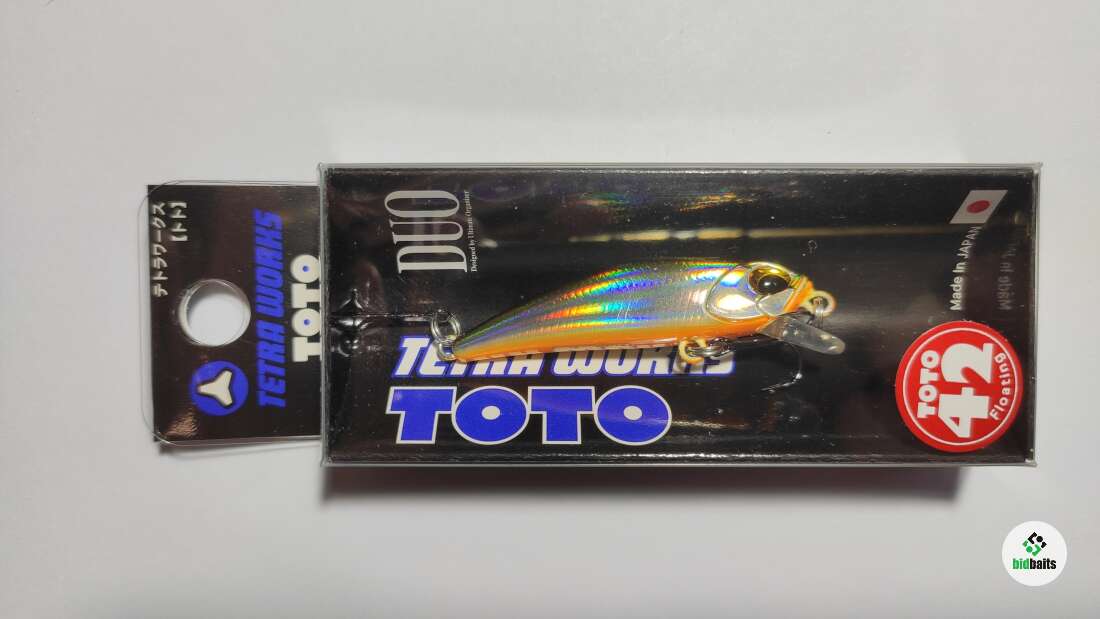 テトラワークス
【トト】
TETRA WORKS
TOTO
DUO
Designed by Ultimate Organizer
TETRA WORKS
TOTO
Made In JAPAN
TOTO
42
Floating
bidbaits